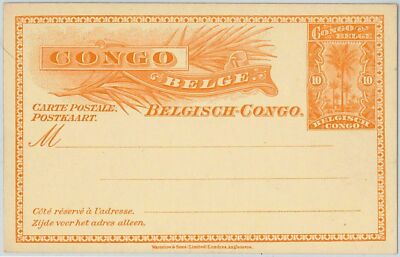 CONGO
BELGE
CONGO
BELGE
10 10
BELGISCH
CONGO
CARTE POSTALE.
POSTKAART.
BELGISCH-CONGO.
M
Côté réservé à l'adresse.
Zijde voor het adres alleen.
Waterlow & Sons Limited, Londres, Angleterre.